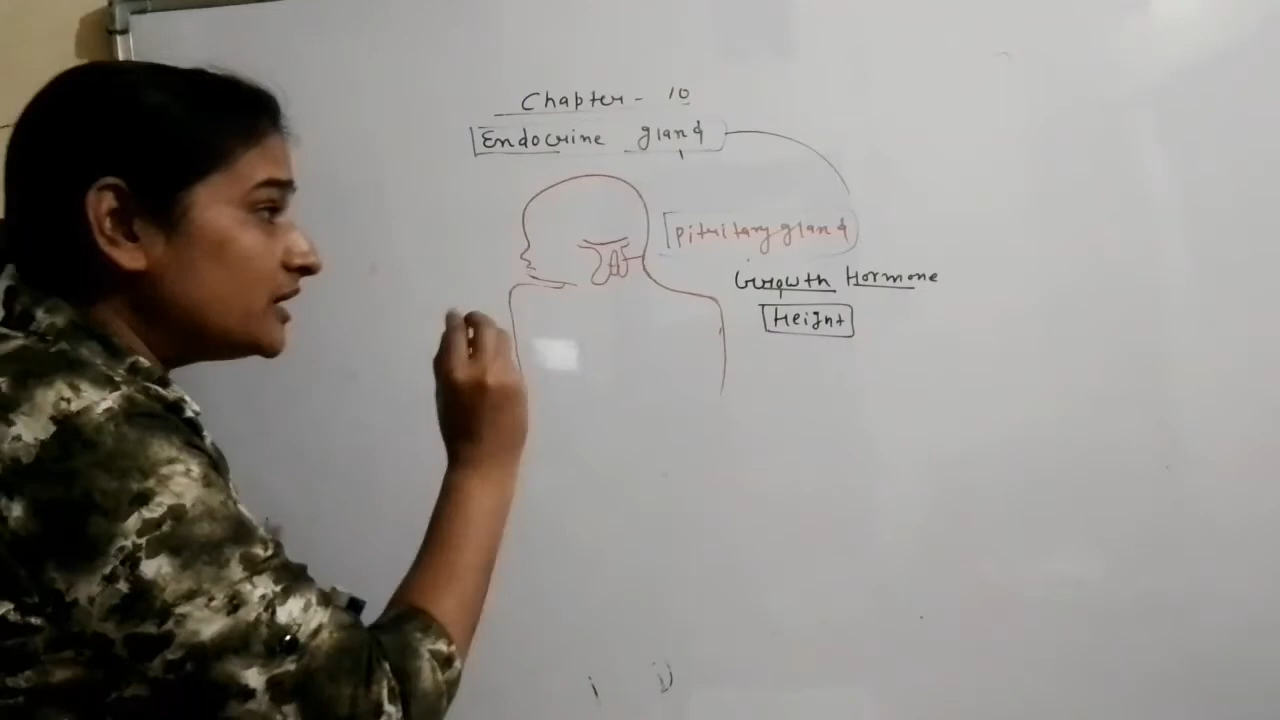 Chapter - 10
Endocrine gland
Pituitary gland
Growth Hormone
Height